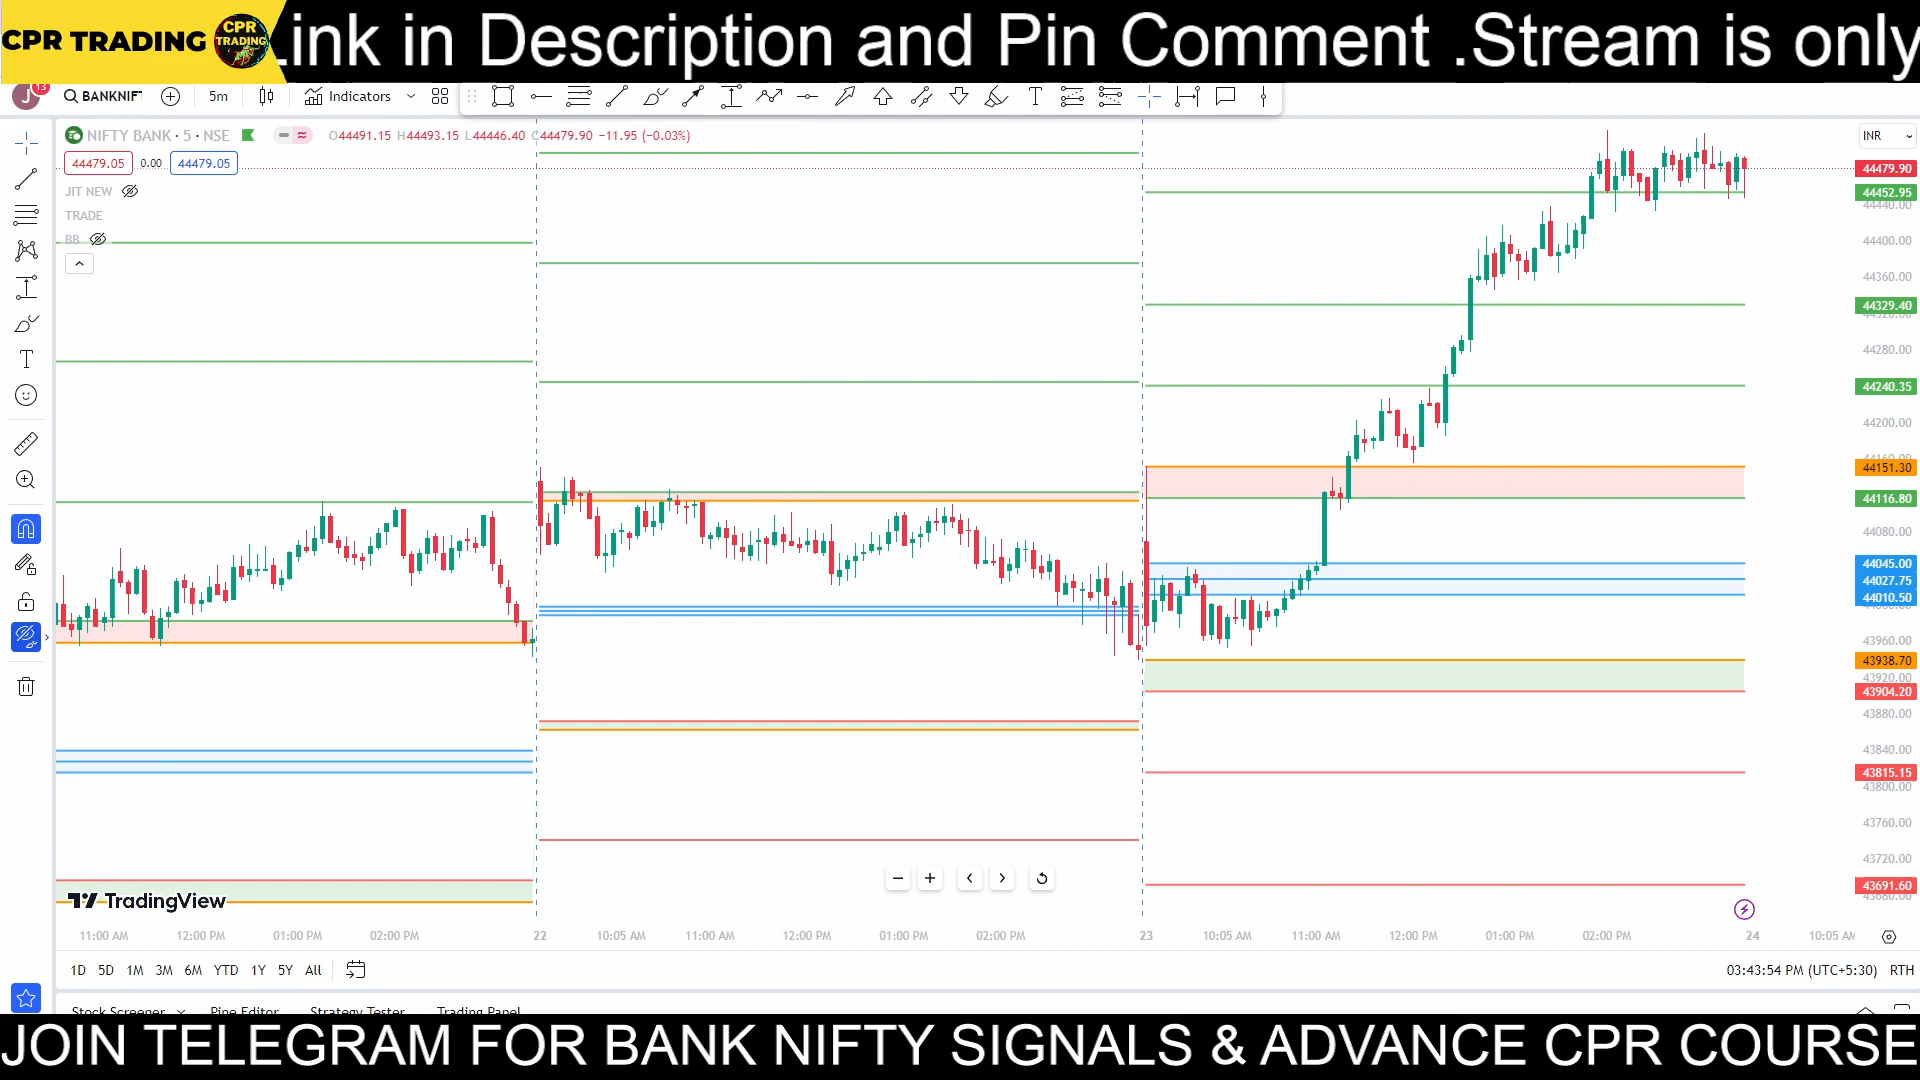 CPR TRADING
CPR
TRADING
Link in Description and Pin Comment .Stream is only
J
13
BANKNIF
5m
Indicators
T
NIFTY BANK · 5 · NSE
O44491.15 H44493.15 L44446.40 C44479.90 −11.95 (−0.03%)
INR
44479.05 0.00 44479.05
JIT NEW
TRADE
BB
44479.90
44452.95
44440.00
44400.00
44360.00
44329.40
44320.00
44280.00
44240.35
44200.00
44160.00
44151.30
44116.80
44080.00
44045.00
44027.75
44010.50
43960.00
43938.70
43920.00
43904.20
43880.00
43840.00
43815.15
43800.00
43760.00
43720.00
43691.60
43680.00
TradingView
11:00 AM 12:00 PM 01:00 PM 02:00 PM 22 10:05 AM 11:00 AM 12:00 PM 01:00 PM 02:00 PM 23 10:05 AM 11:00 AM 12:00 PM 01:00 PM 02:00 PM 24 10:05 AM
1D 5D 1M 3M 6M YTD 1Y 5Y All
03:43:54 PM (UTC+5:30) RTH
Stock Screener Pine Editor Strategy Tester Trading Panel
JOIN TELEGRAM FOR BANK NIFTY SIGNALS & ADVANCE CPR COURSE